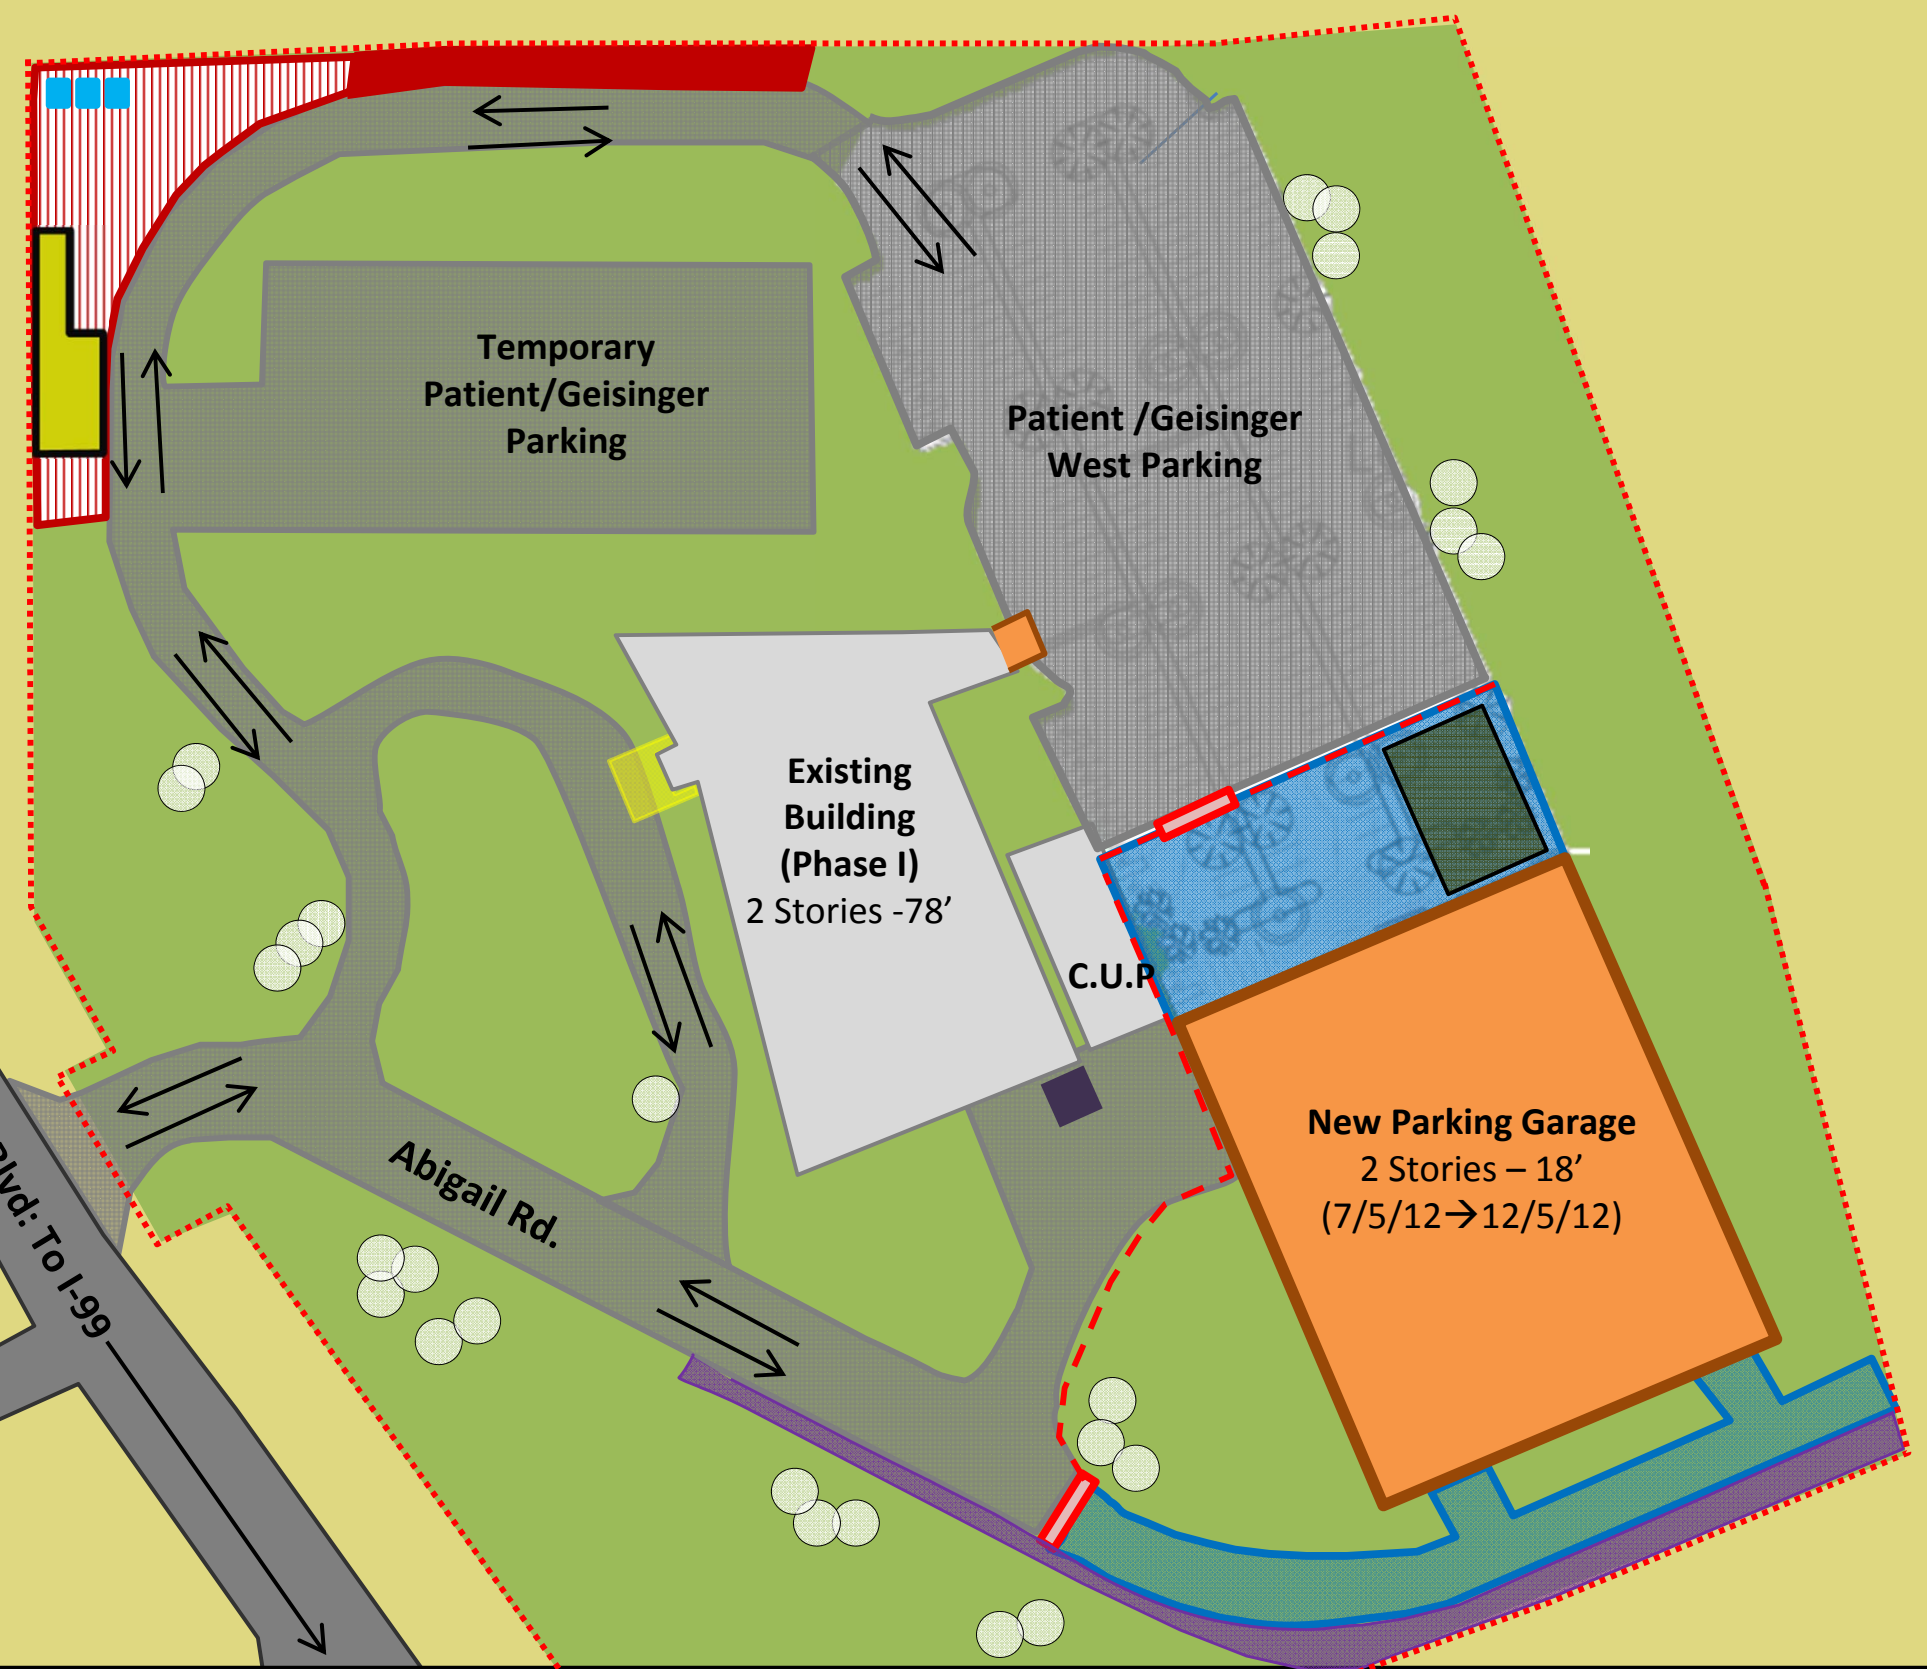 Temporary
Patient/Geisinger
Parking
Patient /Geisinger
West Parking
Existing
Building
(Phase I)
2 Stories -78’
C.U.P
New Parking Garage
2 Stories – 18’
(7/5/12→12/5/12)
Abigail Rd.
Blvd: To I-99